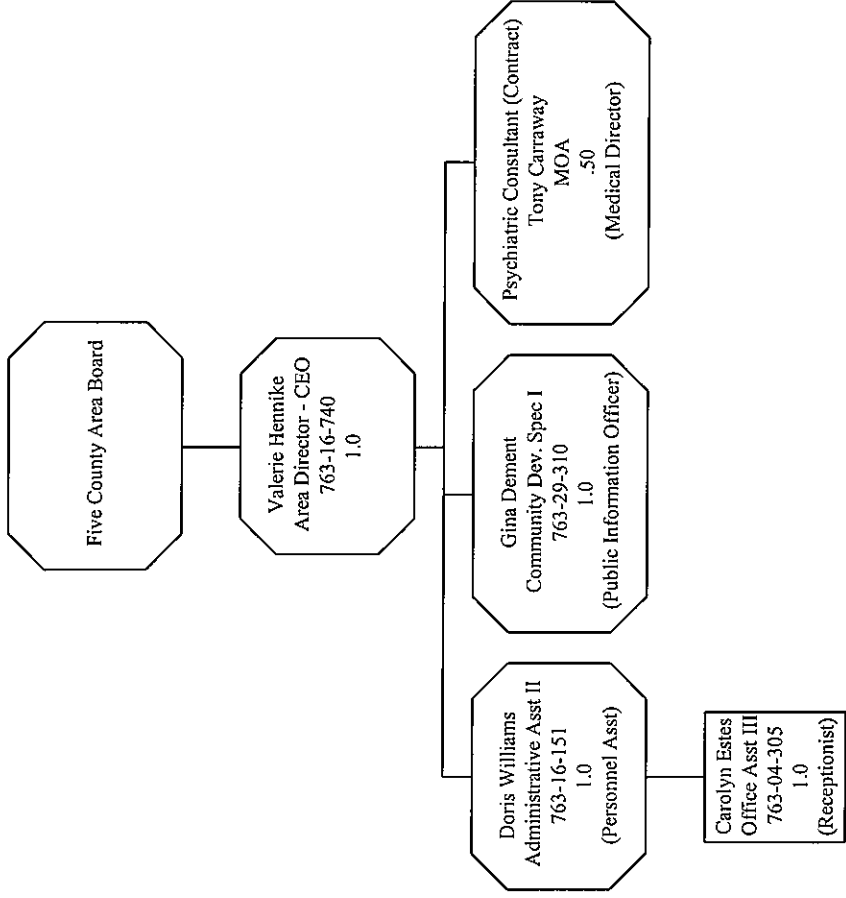 Five County Area Board
Valerie Hennike
Area Director - CEO
763-16-740
1.0
Doris Williams
Administrative Asst II
763-16-151
1.0
(Personnel Asst)
Gina Dement
Community Dev. Spec I
763-29-310
1.0
(Public Information Officer)
Psychiatric Consultant (Contract)
Tony Carraway
MOA
.50
(Medical Director)
Carolyn Estes
Office Asst III
763-04-305
1.0
(Receptionist)